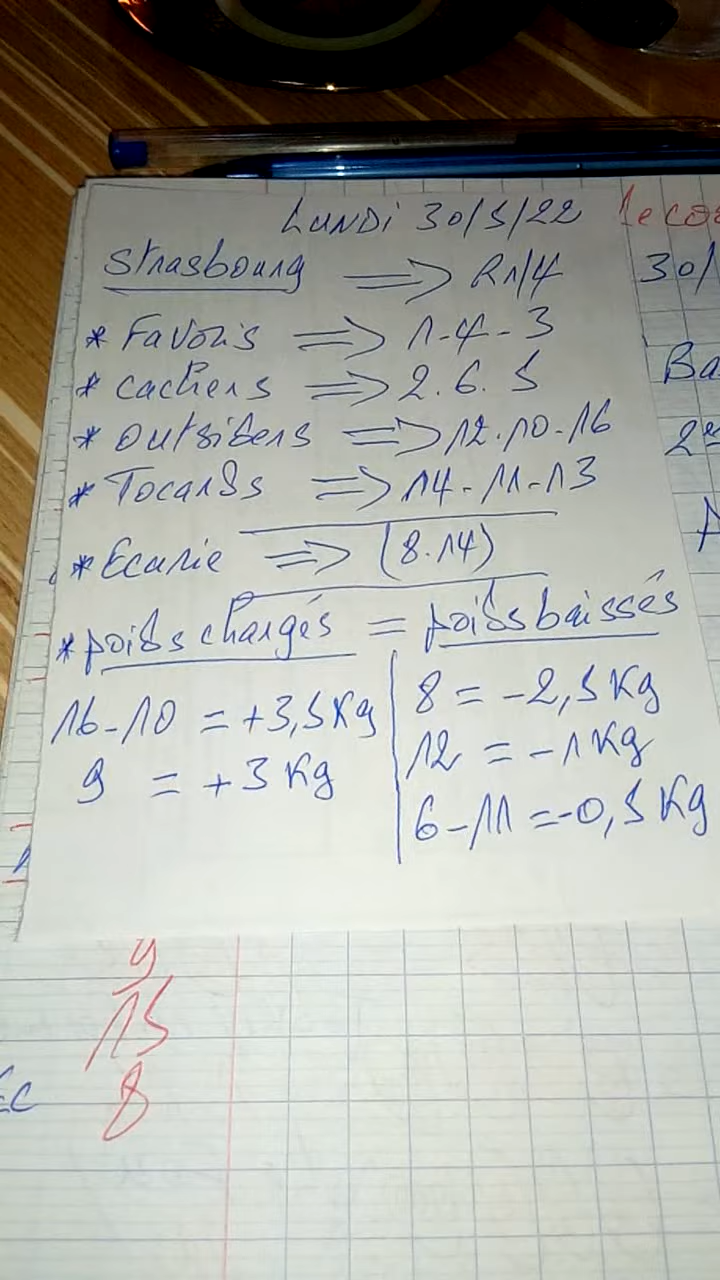 Lundi 30/5/22
Strasbourg => R1/4
* Favoris => 1-4-3
* cachers => 2.6.5
* outsiders => 12.10-16
* Tocards => 14-11-13
* Ecurie => (8.14)
* poids chargés = poids baissés
16-10 = +3,5 Kg
9 = +3 Kg
8 = -2,5 Kg
12 = -1 Kg
6-11 = -0,5 Kg
30/
Ba
15
8